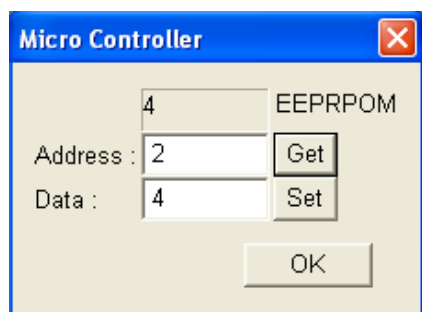 Micro Controller
4 EEPRPOM
Address : 2 Get
Data : 4 Set
OK